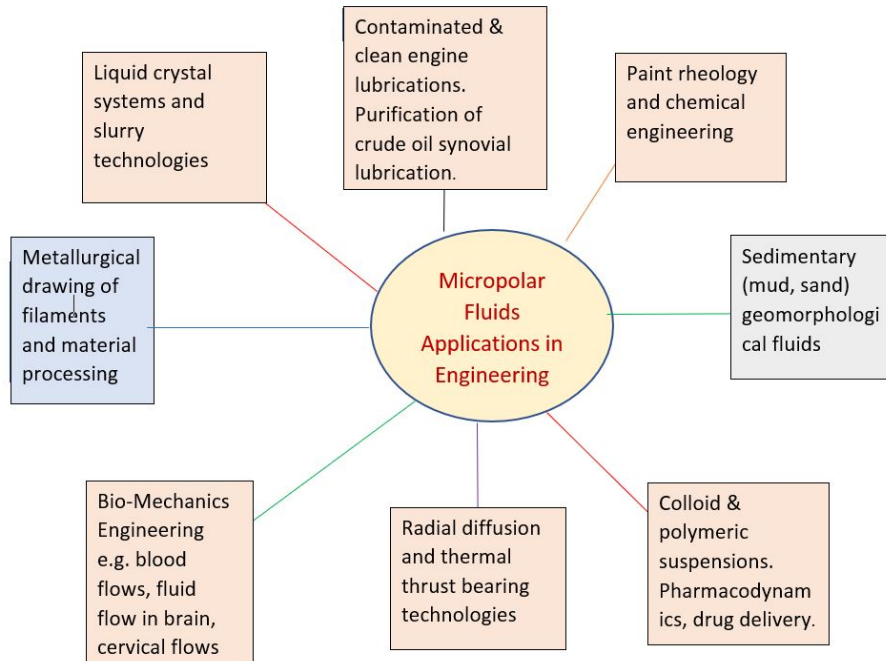 Contaminated &
clean engine
lubrications.
Purification of
crude oil synovial
lubrication.
Liquid crystal
systems and
slurry
technologies
Paint rheology
and chemical
engineering
Metallurgical
drawing of
filaments
and material
processing
Micropolar
Fluids
Applications in
Engineering
Sedimentary
(mud, sand)
geomorphologi
cal fluids
Bio-Mechanics
Engineering
e.g. blood
flows, fluid
flow in brain,
cervical flows
Radial diffusion
and thermal
thrust bearing
technologies
Colloid &
polymeric
suspensions.
Pharmacodynam
ics, drug delivery.